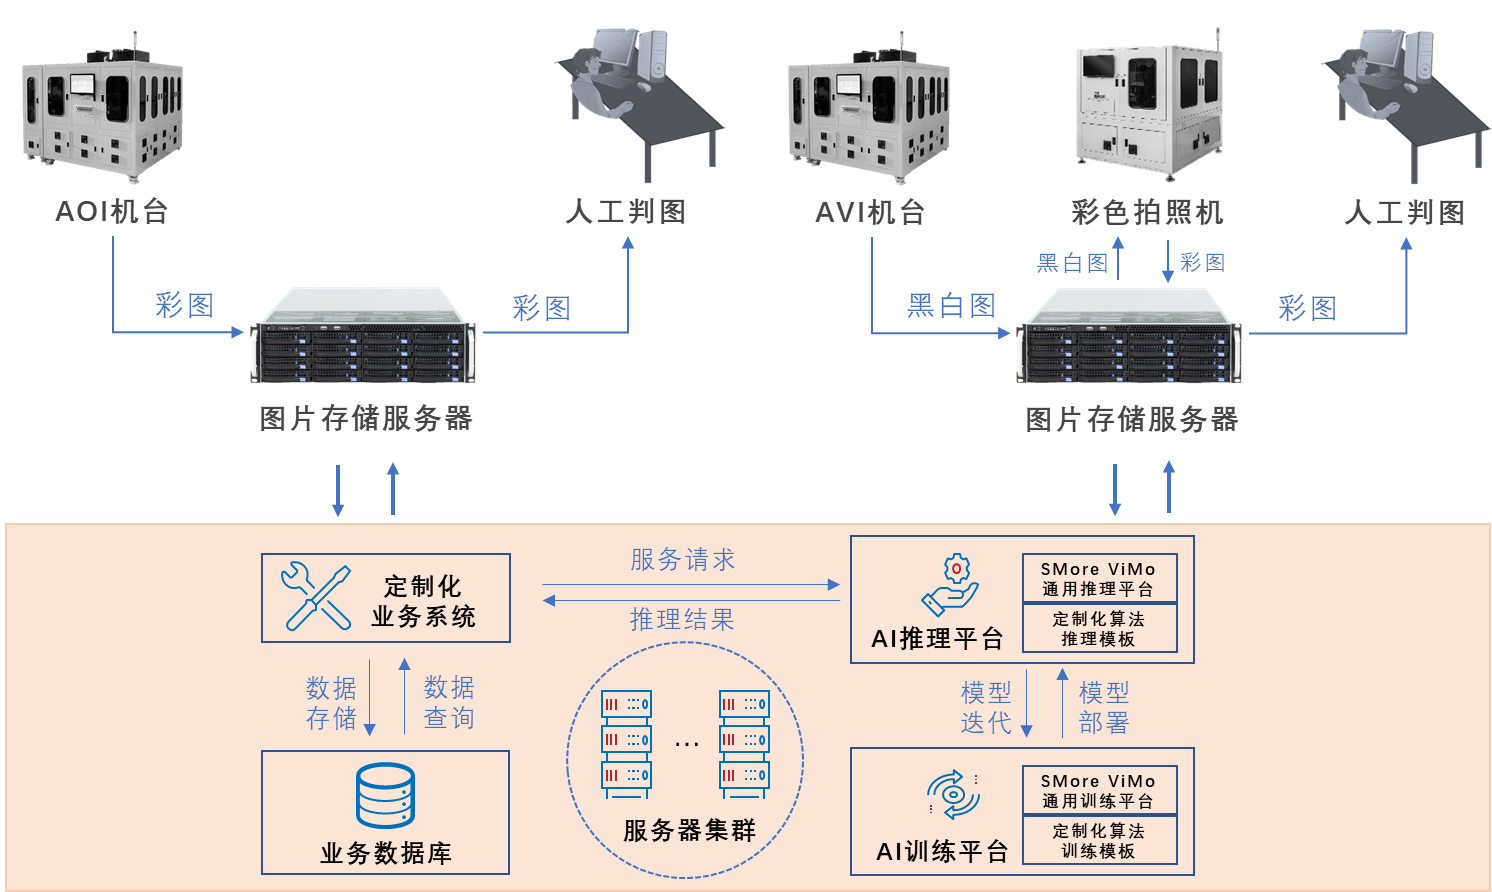 AOI机台
人工判图
AVI机台
彩色拍照机
人工判图
黑白图
彩图
彩图
彩图
黑白图
彩图
图片存储服务器
图片存储服务器
服务请求
推理结果
定制化
业务系统
AI推理平台
SMore ViMo
通用推理平台
定制化算法
推理模板
数据
存储
数据
查询
模型
迭代
模型
部署
...
服务器集群
业务数据库
AI训练平台
SMore ViMo
通用训练平台
定制化算法
训练模板